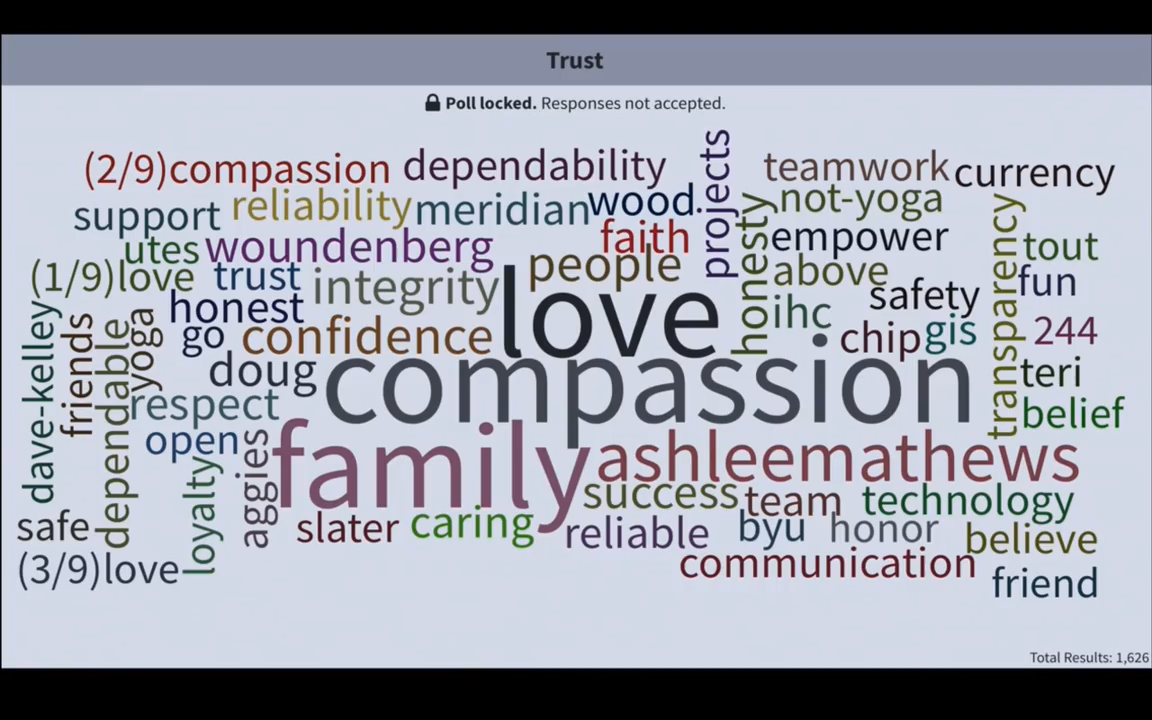 Trust
Poll locked. Responses not accepted.
(2/9)compassion
dependability
projects
teamwork
currency
support
reliability
meridian
wood.
honesty
not-yoga
utes
woundenberg
faith
empower
transparency
tout
(1/9)love
trust
integrity
people
above
fun
honest
love
ihc
safety
go
confidence
chip
gis
244
dave-kelley
friends
dependable
yoga
doug
compassion
teri
respect
belief
open
loyalty
aggies
family
ashleemathews
success
team
technology
safe
slater
caring
reliable
byu
honor
believe
(3/9)love
communication
friend
Total Results: 1,626